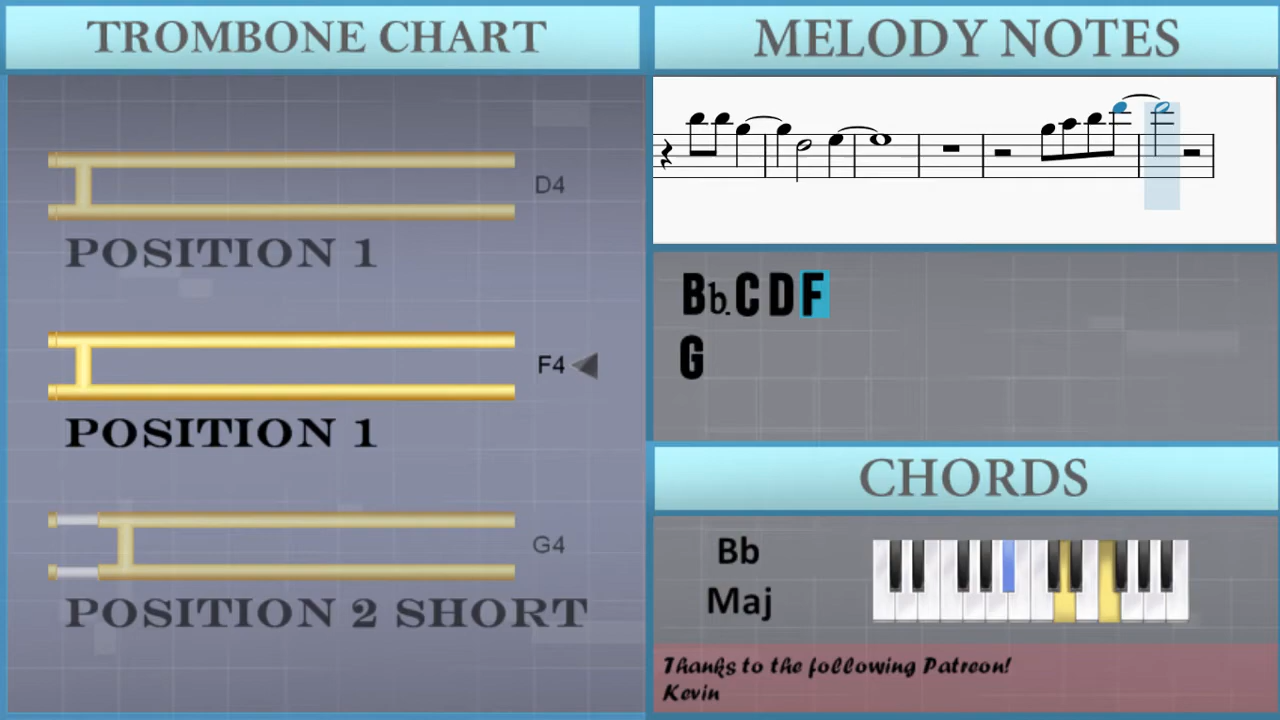 TROMBONE CHART
D4
POSITION 1
F4
POSITION 1
G4
POSITION 2 SHORT
MELODY NOTES
Bb. C D F
G
CHORDS
Bb
Maj
Thanks to the following Patreon!
Kevin